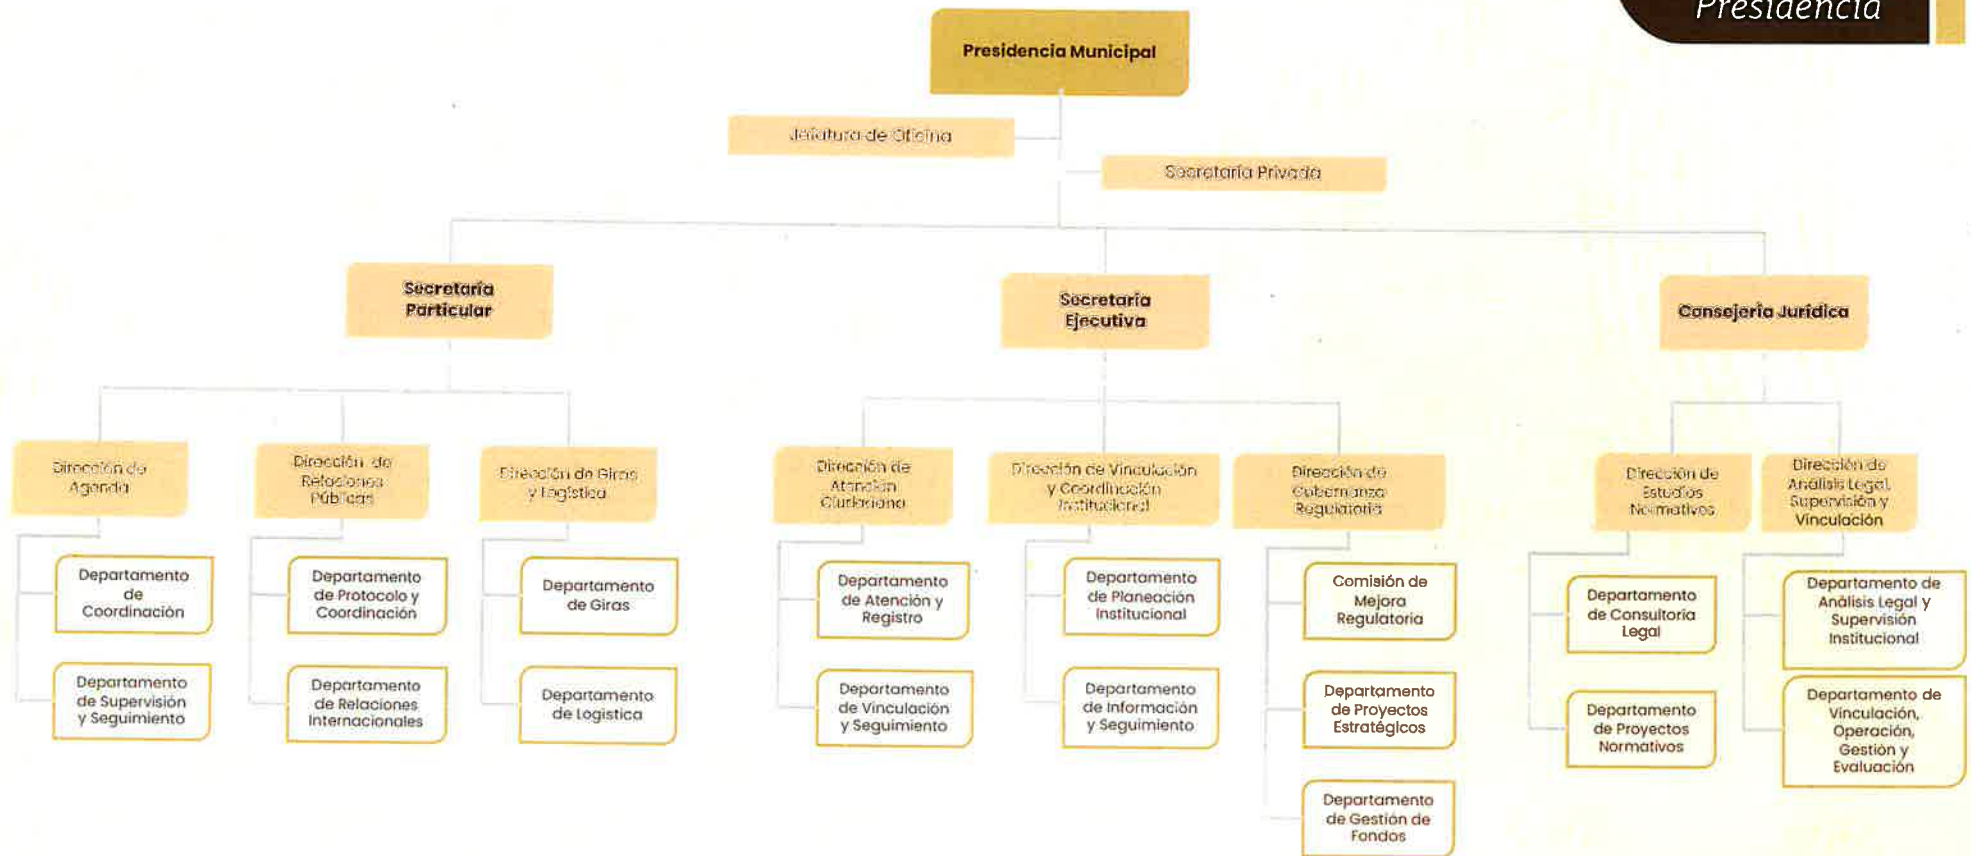 Presidencia
Presidencia Municipal
Jefatura de Oficina
Secretaría Privada
Secretaría
Particular
Secretaría
Ejecutiva
Consejería Jurídica
Dirección de
Agenda
Dirección de
Relaciones
Públicas
Dirección de Giras
y Logística
Dirección de
Atención
Ciudadana
Dirección de Vinculación
y Coordinación
Institucional
Dirección de
Gobernanza
Regulatoria
Dirección de
Estudios
Normativos
Dirección de
Análisis Legal,
Supervisión y
Vinculación
Departamento
de
Coordinación
Departamento
de Protocolo y
Coordinación
Departamento
de Giras
Departamento
de Atención y
Registro
Departamento
de Planeación
Institucional
Comisión de
Mejora
Regulatoria
Departamento
de Consultoría
Legal
Departamento de
Análisis Legal y
Supervisión
Institucional
Departamento
de Supervisión
y Seguimiento
Departamento
de Relaciones
Internacionales
Departamento
de Logística
Departamento
de Vinculación
y Seguimiento
Departamento
de Información
y Seguimiento
Departamento
de Proyectos
Estratégicos
Departamento
de Proyectos
Normativos
Departamento de
Vinculación,
Operación,
Gestión y
Evaluación
Departamento
de Gestión de
Fondos